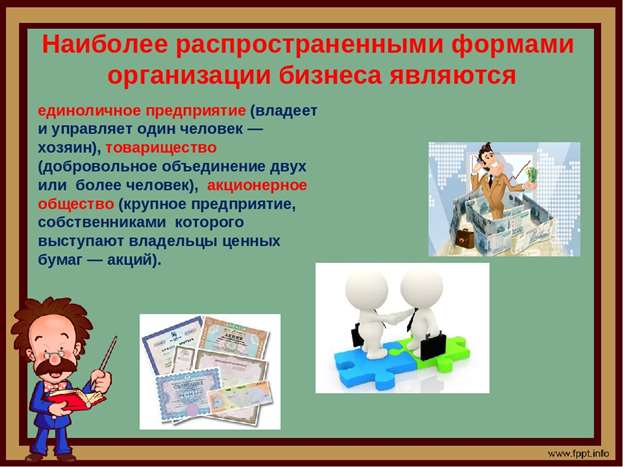 Наиболее распространенными формами
организации бизнеса являются
единоличное предприятие (владеет
и управляет один человек —
хозяин), товарищество
(добровольное объединение двух
или более человек), акционерное
общество (крупное предприятие,
собственниками которого
выступают владельцы ценных
бумаг — акций).
www.fppt.info